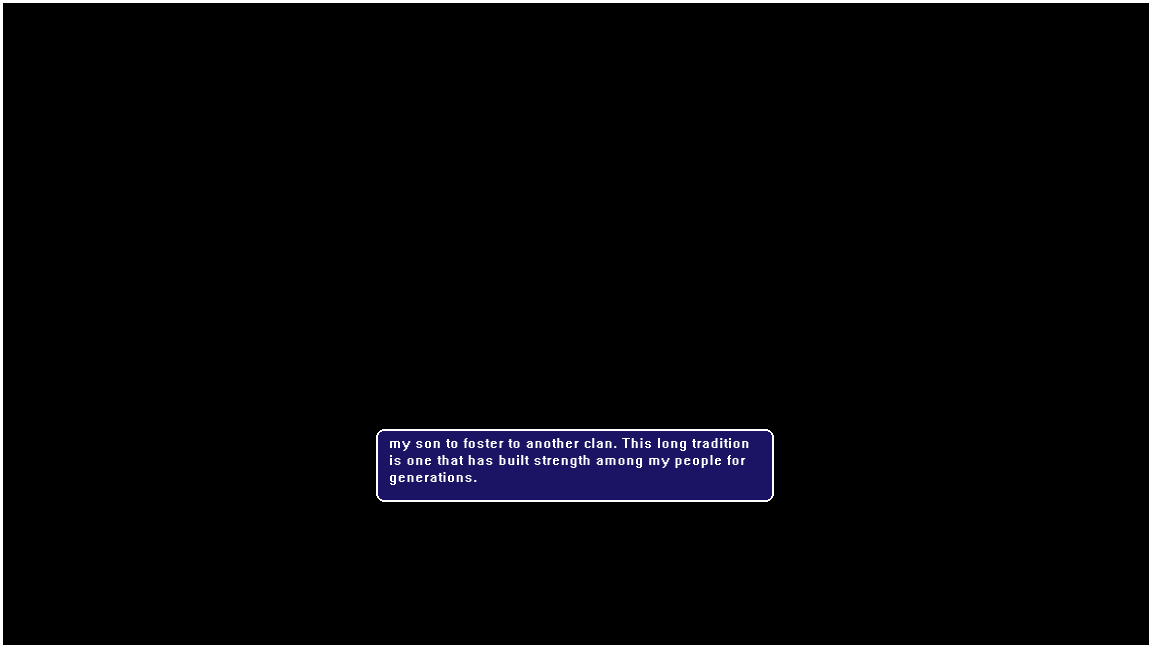 my son to foster to another clan. This long tradition
is one that has built strength among my people for
generations.